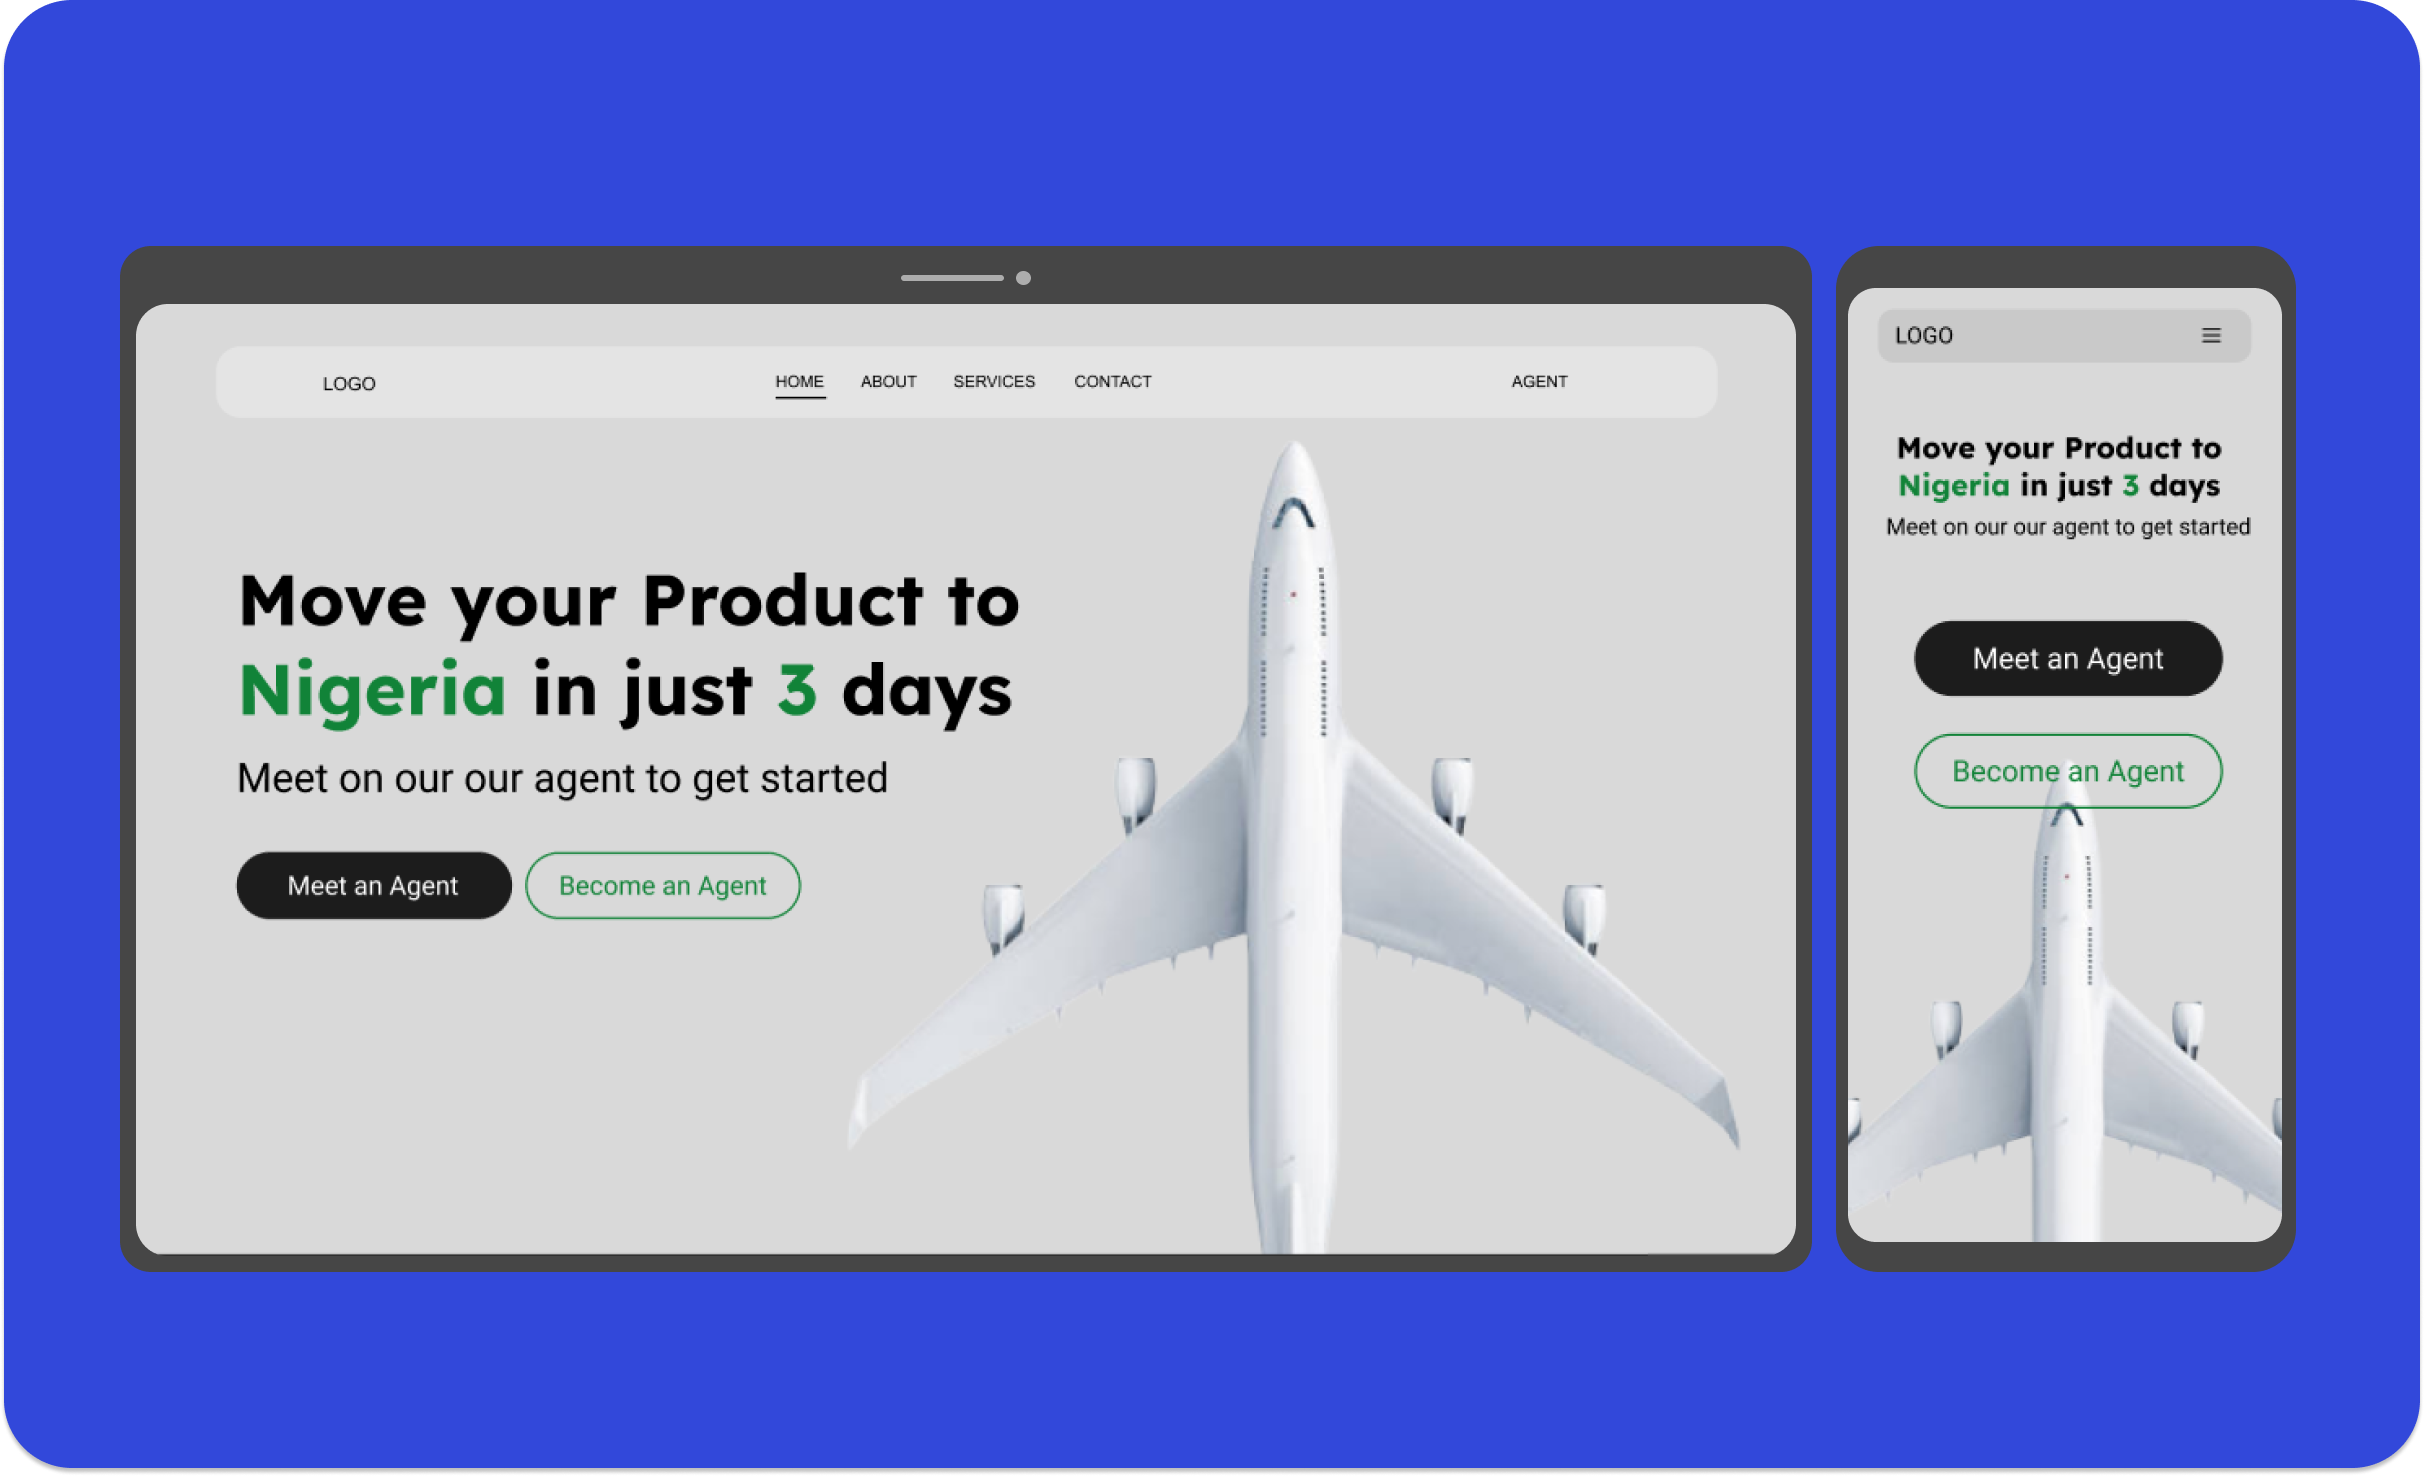 LOGO
HOME ABOUT SERVICES CONTACT
AGENT
Move your Product to
Nigeria in just 3 days
Meet on our our agent to get started
Meet an Agent
Become an Agent
LOGO
Move your Product to
Nigeria in just 3 days
Meet on our our agent to get started
Meet an Agent
Become an Agent